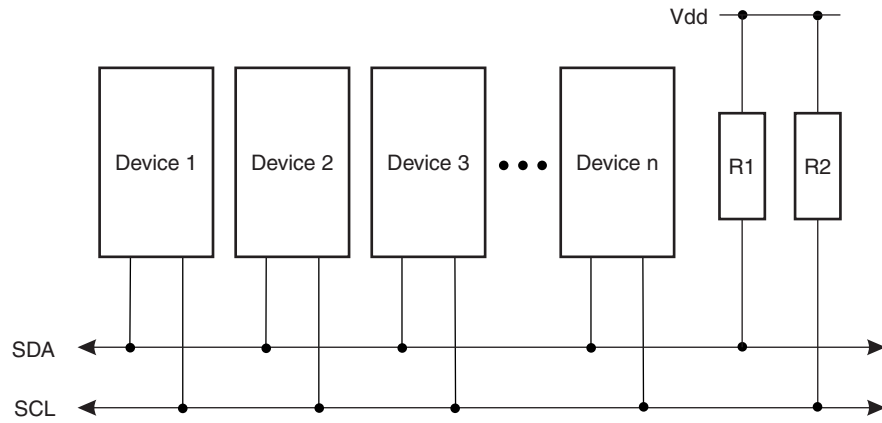 Vdd
Device 1
Device 2
Device 3
Device n
R1
R2
SDA
SCL